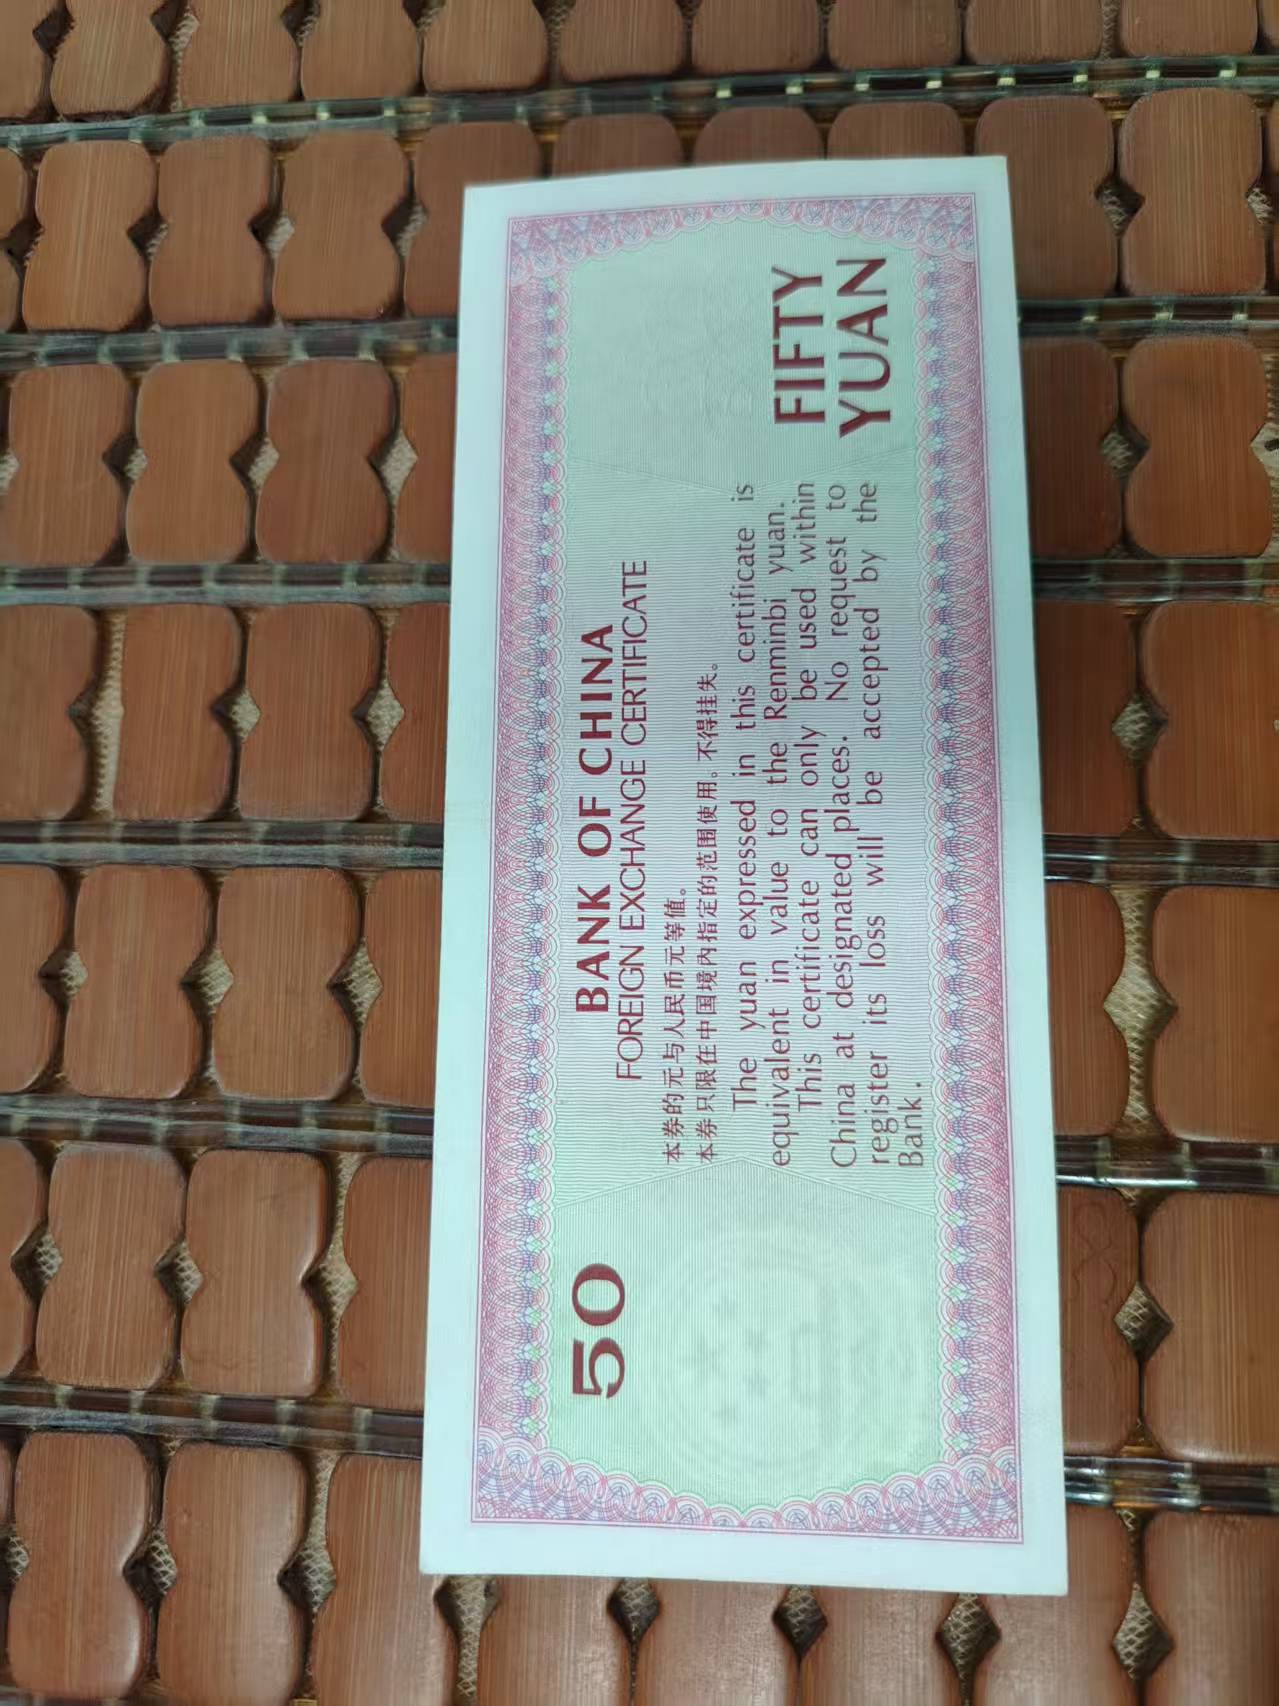 BANK OF CHINA
FOREIGN EXCHANGE CERTIFICATE
本券的元与人民币元等值。
本券只限在中国境内指定的范围使用。不得挂失。
The yuan expressed in this certificate is
equivalent in value to the Renminbi yuan.
This certificate can only be used within
China at designated places. No request to
register its loss will be accepted by the
Bank.
50
FIFTY
YUAN